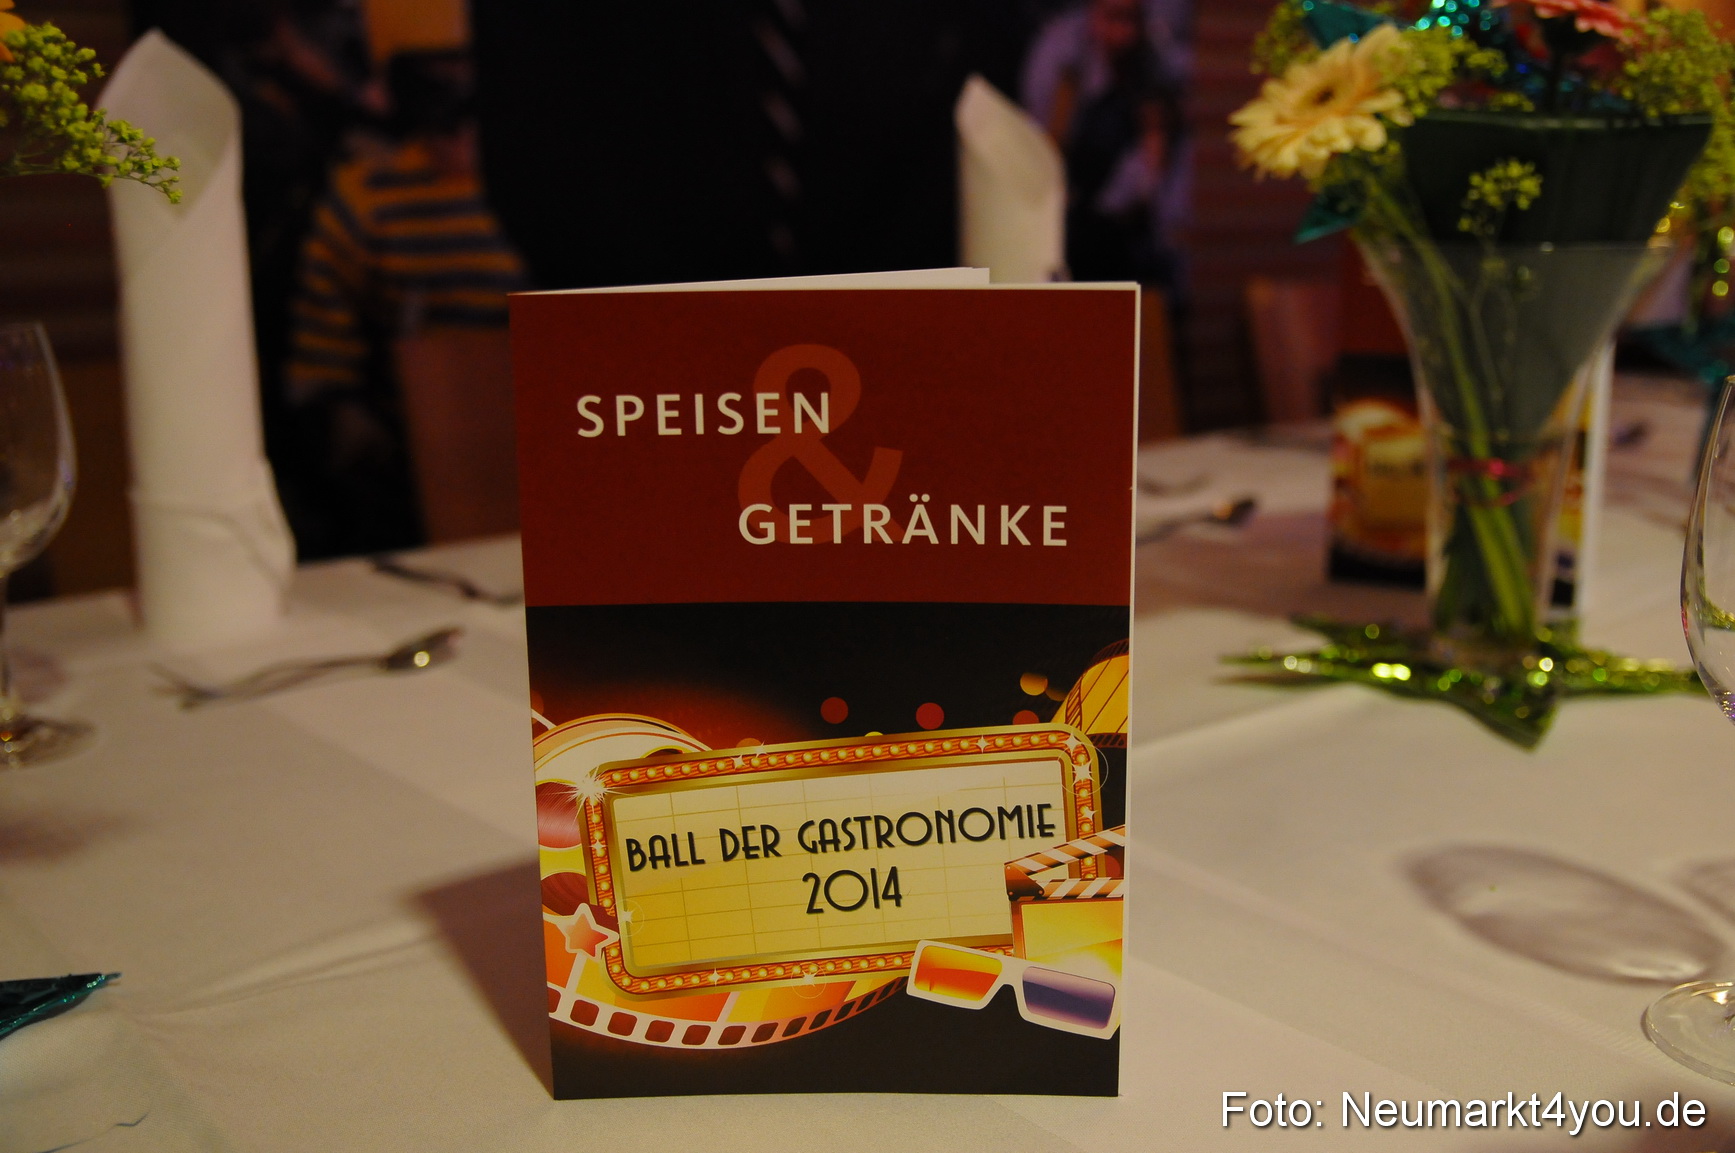 SPEISEN
&
GETRÄNKE
BALL DER GASTRONOMIE
2014
Foto: Neumarkt4you.de